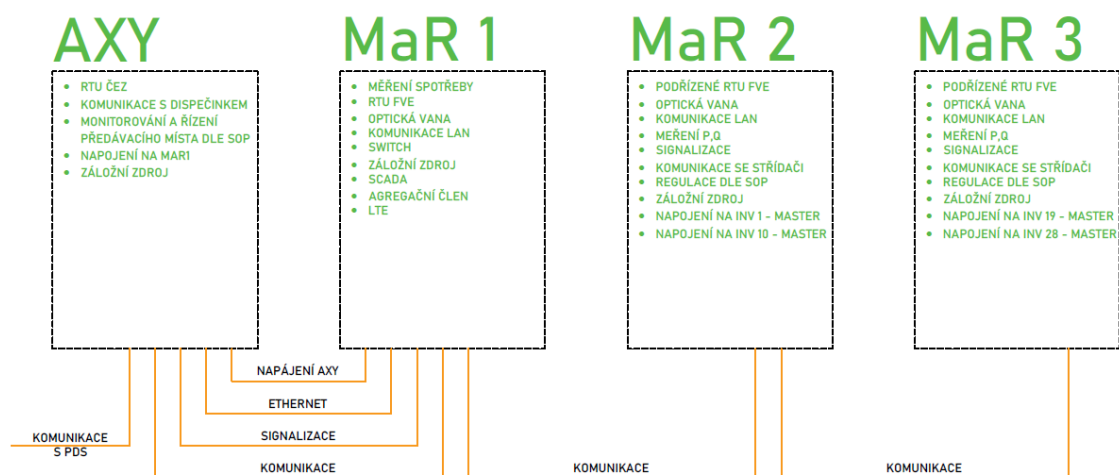 AXY
• RTU ČEZ
• KOMUNIKACE S DISPEČINKEM
• MONITOROVÁNI A ŘÍZENÍ
PŘEDÁVACÍHO MÍSTA DLE SOP
• NAPOJENÍ NA MAR1
• ZÁLOŽNÍ ZDROJ
MaR 1
• MĚŘENÍ SPOTŘEBY
• RTU FVE
• OPTICKÁ VANA
• KOMUNIKACE LAN
• SWITCH
• ZÁLOŽNÍ ZDROJ
• SCADA
• AGREGAČNÍ ČLEN
• LTE
MaR 2
• PODŘÍZENÉ RTU FVE
• OPTICKÁ VANA
• KOMUNIKACE LAN
• MEŘENÍ P,Q
• SIGNALIZACE
• KOMUNIKACE SE STŘÍDAČI
• REGULACE DLE SOP
• ZÁLOŽNÍ ZDROJ
• NAPOJENÍ NA INV 1 - MASTER
• NAPOJENÍ NA INV 10 - MASTER
MaR 3
• PODŘÍZENÉ RTU FVE
• OPTICKÁ VANA
• KOMUNIKACE LAN
• MEŘENÍ P,Q
• SIGNALIZACE
• KOMUNIKACE SE STŘÍDAČI
• REGULACE DLE SOP
• ZÁLOŽNÍ ZDROJ
• NAPOJENÍ NA INV 19 - MASTER
• NAPOJENÍ NA INV 28 - MASTER
NAPÁJENÍ AXY
ETHERNET
SIGNALIZACE
KOMUNIKACE
S PDS
KOMUNIKACE
KOMUNIKACE
KOMUNIKACE